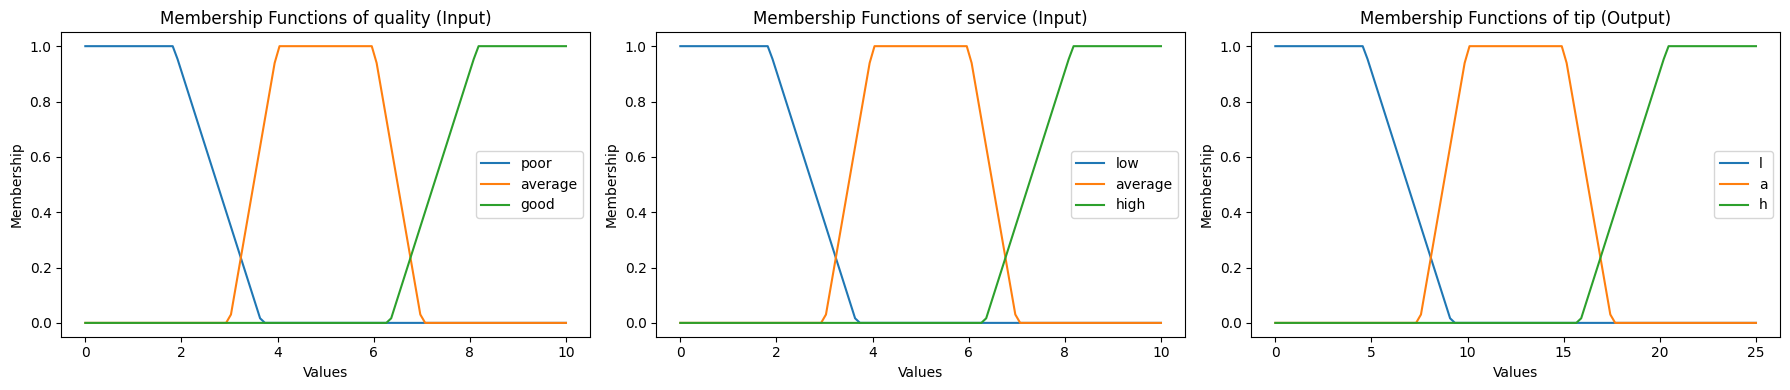 Membership Functions of quality (Input)
Membership
1.0
0.8
0.6
0.4
0.2
0.0
0 2 4 6 8 10
Values
poor
average
good
Membership Functions of service (Input)
Membership
1.0
0.8
0.6
0.4
0.2
0.0
0 2 4 6 8 10
Values
low
average
high
Membership Functions of tip (Output)
Membership
1.0
0.8
0.6
0.4
0.2
0.0
0 5 10 15 20 25
Values
l
a
h